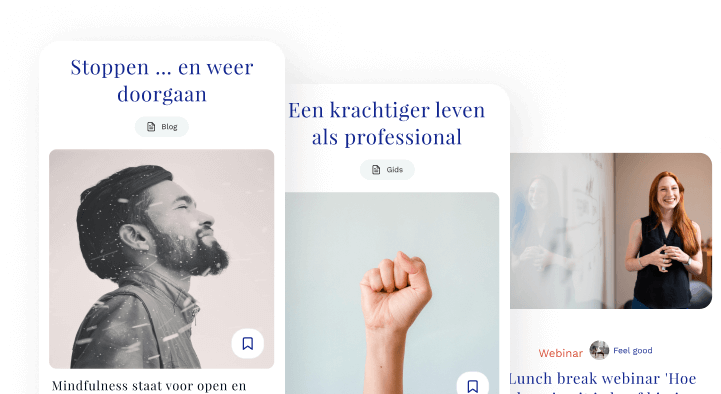 Stoppen ... en weer
doorgaan
Blog
Mindfulness staat voor open en
Een krachtiger leven
als professional
Gids
Webinar
Feel good
Lunch break webinar 'Hoe